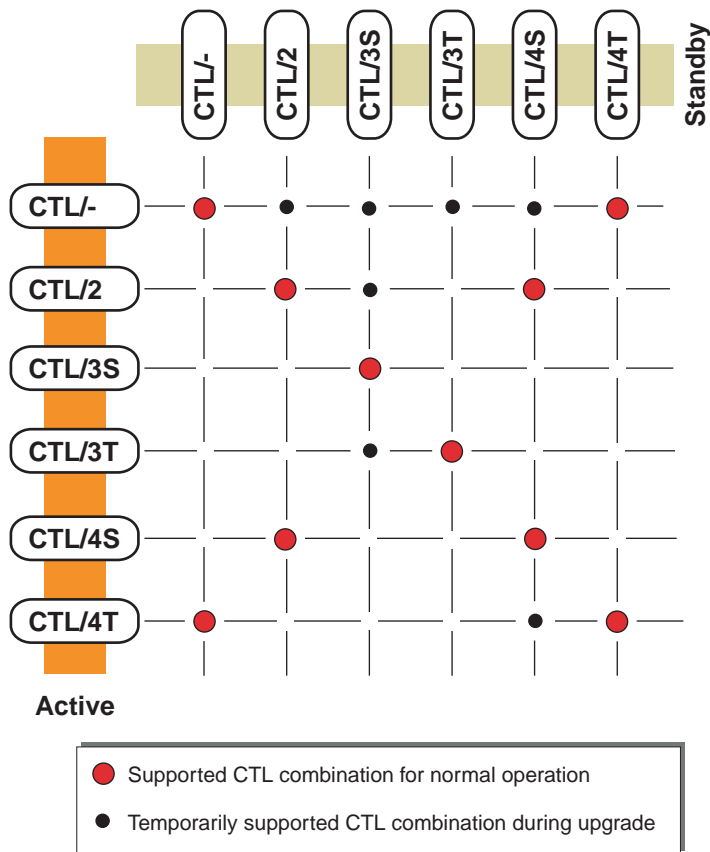 CTL/-
CTL/2
CTL/3S
CTL/3T
CTL/4S
CTL/4T
Standby
CTL/-
CTL/2
CTL/3S
CTL/3T
CTL/4S
CTL/4T
Active
Supported CTL combination for normal operation
Temporarily supported CTL combination during upgrade